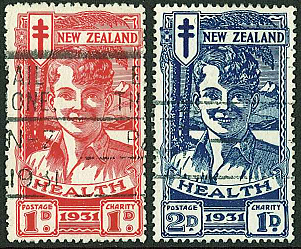 NEW ZEALAND
HEALTH
POSTAGE 1931 CHARITY
1D. 1D.
NEW ZEALAND
HEALTH
POSTAGE 1931 CHARITY
2D. 1D.